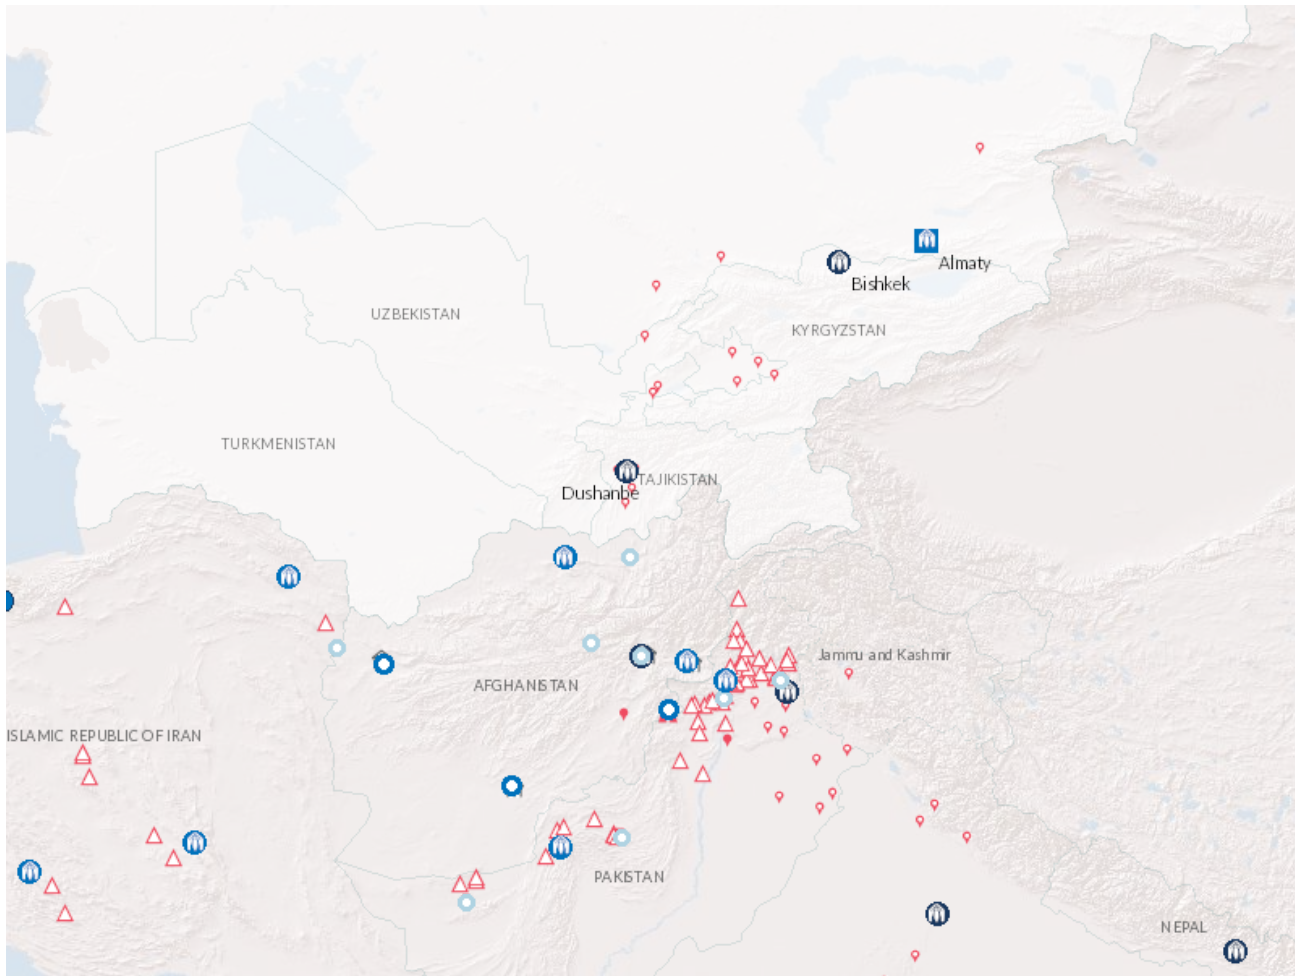 Almaty
Bishkek
UZBEKISTAN
KYRGYZSTAN
TURKMENISTAN
TAJIKISTAN
Dushanbe
Jammu and Kashmir
AFGHANISTAN
ISLAMIC REPUBLIC OF IRAN
PAKISTAN
NEPAL